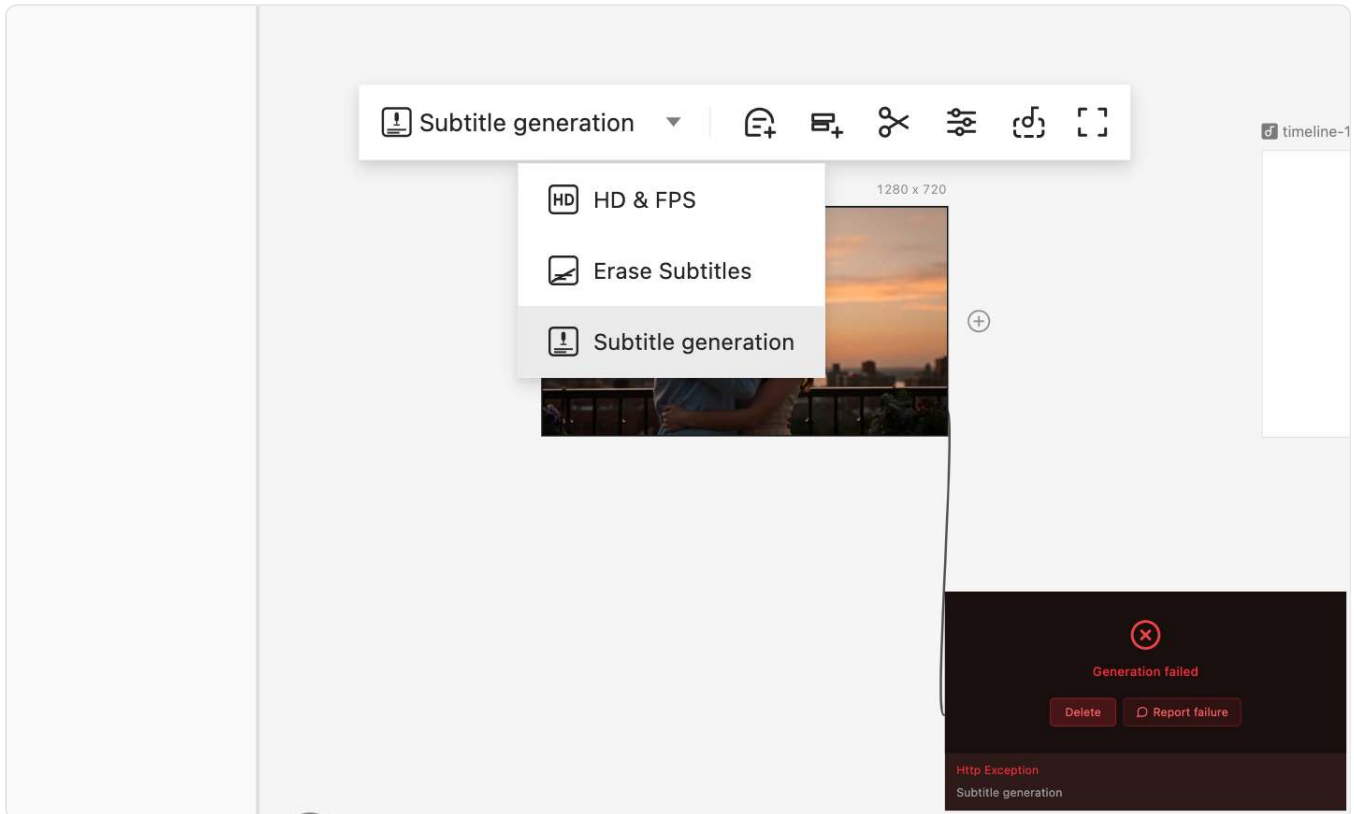 Subtitle generation
timeline-1
HD & FPS
1280 x 720
Erase Subtitles
Subtitle generation
Generation failed
Delete
Report failure
Http Exception
Subtitle generation